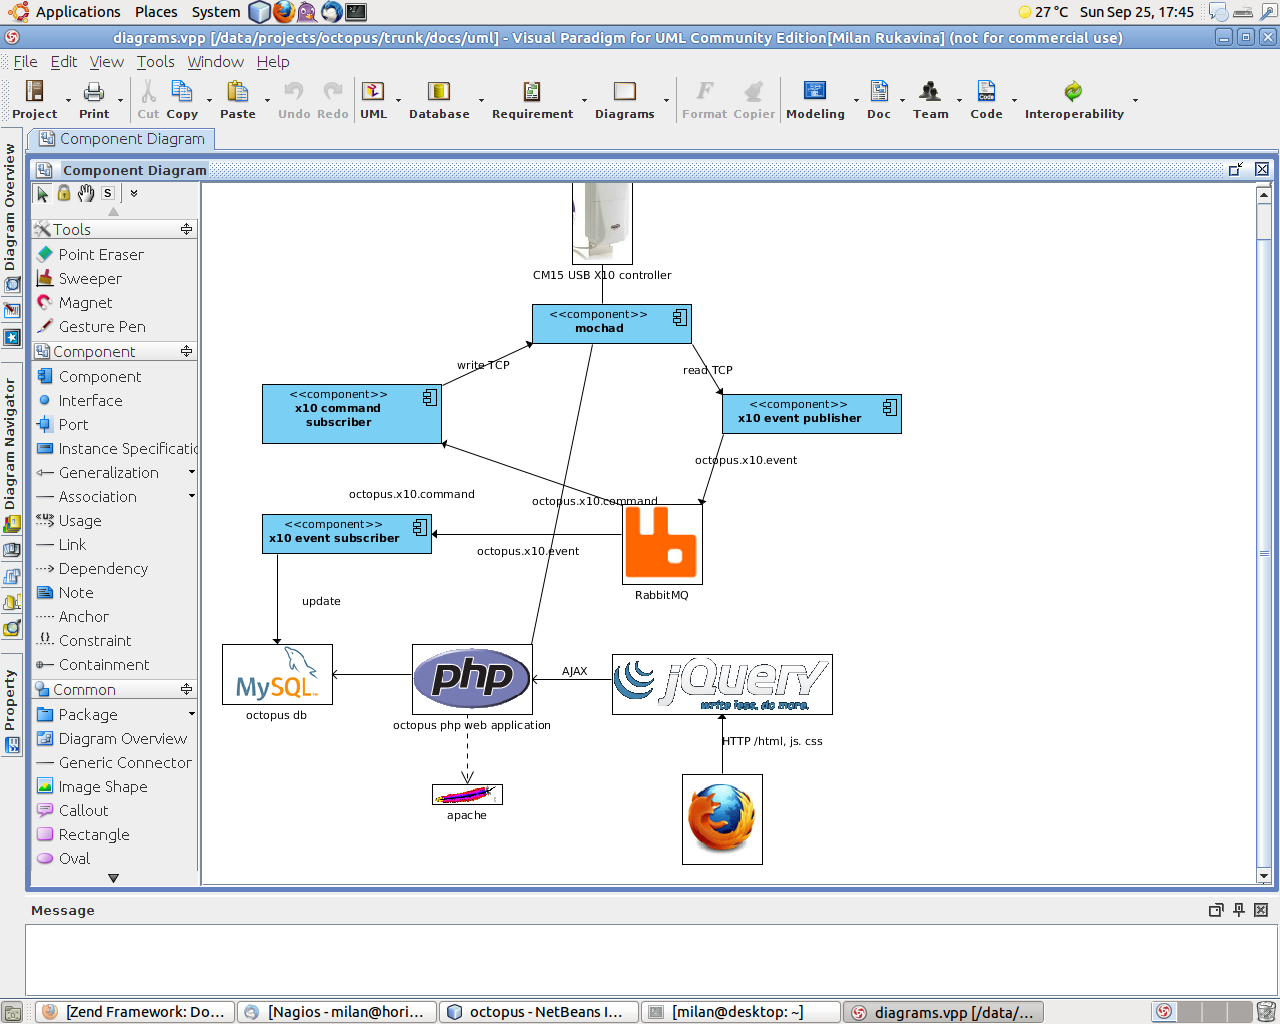 Applications Places System 27 °C Sun Sep 25, 17:45
diagrams.vpp [/data/projects/octopus/trunk/docs/uml] - Visual Paradigm for UML Community Edition[Milan Rukavina] (not for commercial use)
File Edit View Tools Window Help
Project Print Cut Copy Paste Undo Redo UML Database Requirement Diagrams Format Copier Modeling Doc Team Code Interoperability
Component Diagram
Component Diagram
Diagram Overview
Diagram Navigator
Property
S
Tools
Point Eraser
Sweeper
Magnet
Gesture Pen
Component
Component
Interface
Port
Instance Specificatio
Generalization
Association
Usage
Link
Dependency
Note
Anchor
Constraint
Containment
Common
Package
Diagram Overview
Generic Connector
Image Shape
Callout
Rectangle
Oval
CM15 USB X10 controller
<<component>>
mochad
write TCP
read TCP
<<component>>
x10 command
subscriber
<<component>>
x10 event publisher
octopus.x10.event
octopus.x10.command
octopus.x10.command
<<component>>
x10 event subscriber
octopus.x10.event
RabbitMQ
update
MySQL
octopus db
php
octopus php web application
AJAX
jQuery
write less. do more.
HTTP /html, js. css
apache
Message
[Zend Framework: Do... [Nagios - milan@hori... octopus - NetBeans I... [milan@desktop: ~] diagrams.vpp [/data/...